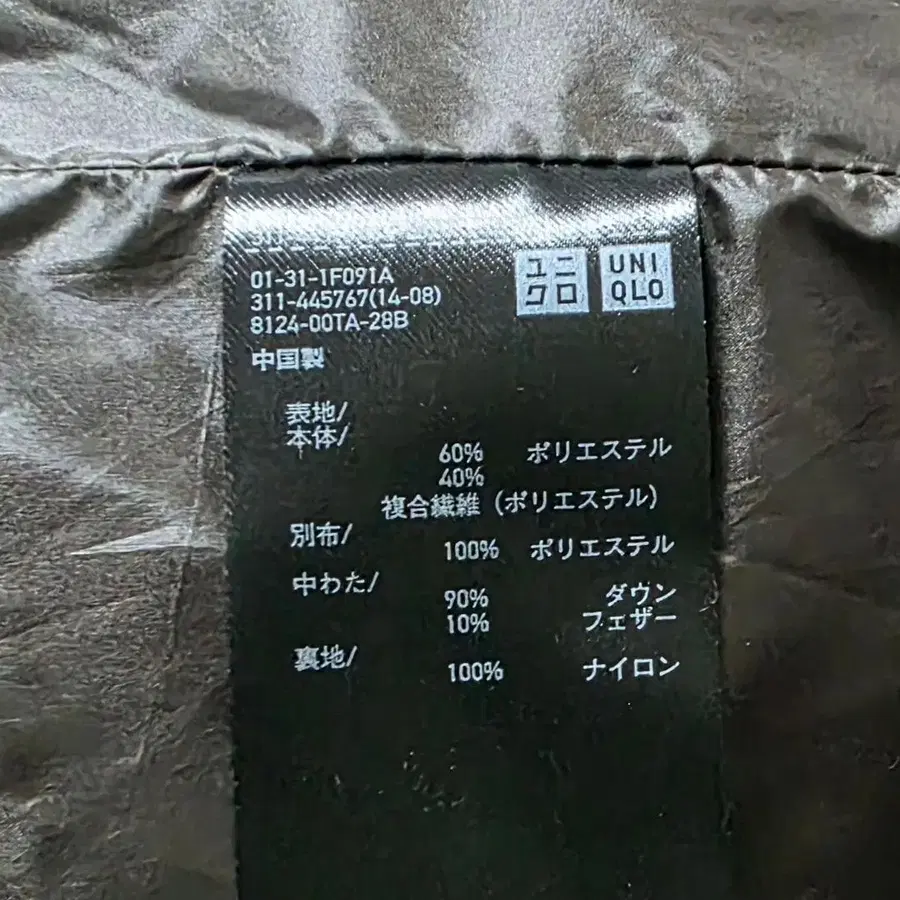 01-31-1F091A
311-445767(14-08)
8124-00TA-28B
ユニ
クロ
UNI
QLO
中国製
表地/
本体/
60% ポリエステル
40%
複合繊維(ポリエステル)
別布/
100% ポリエステル
中わた/
90% ダウン
10% フェザー
裏地/
100% ナイロン